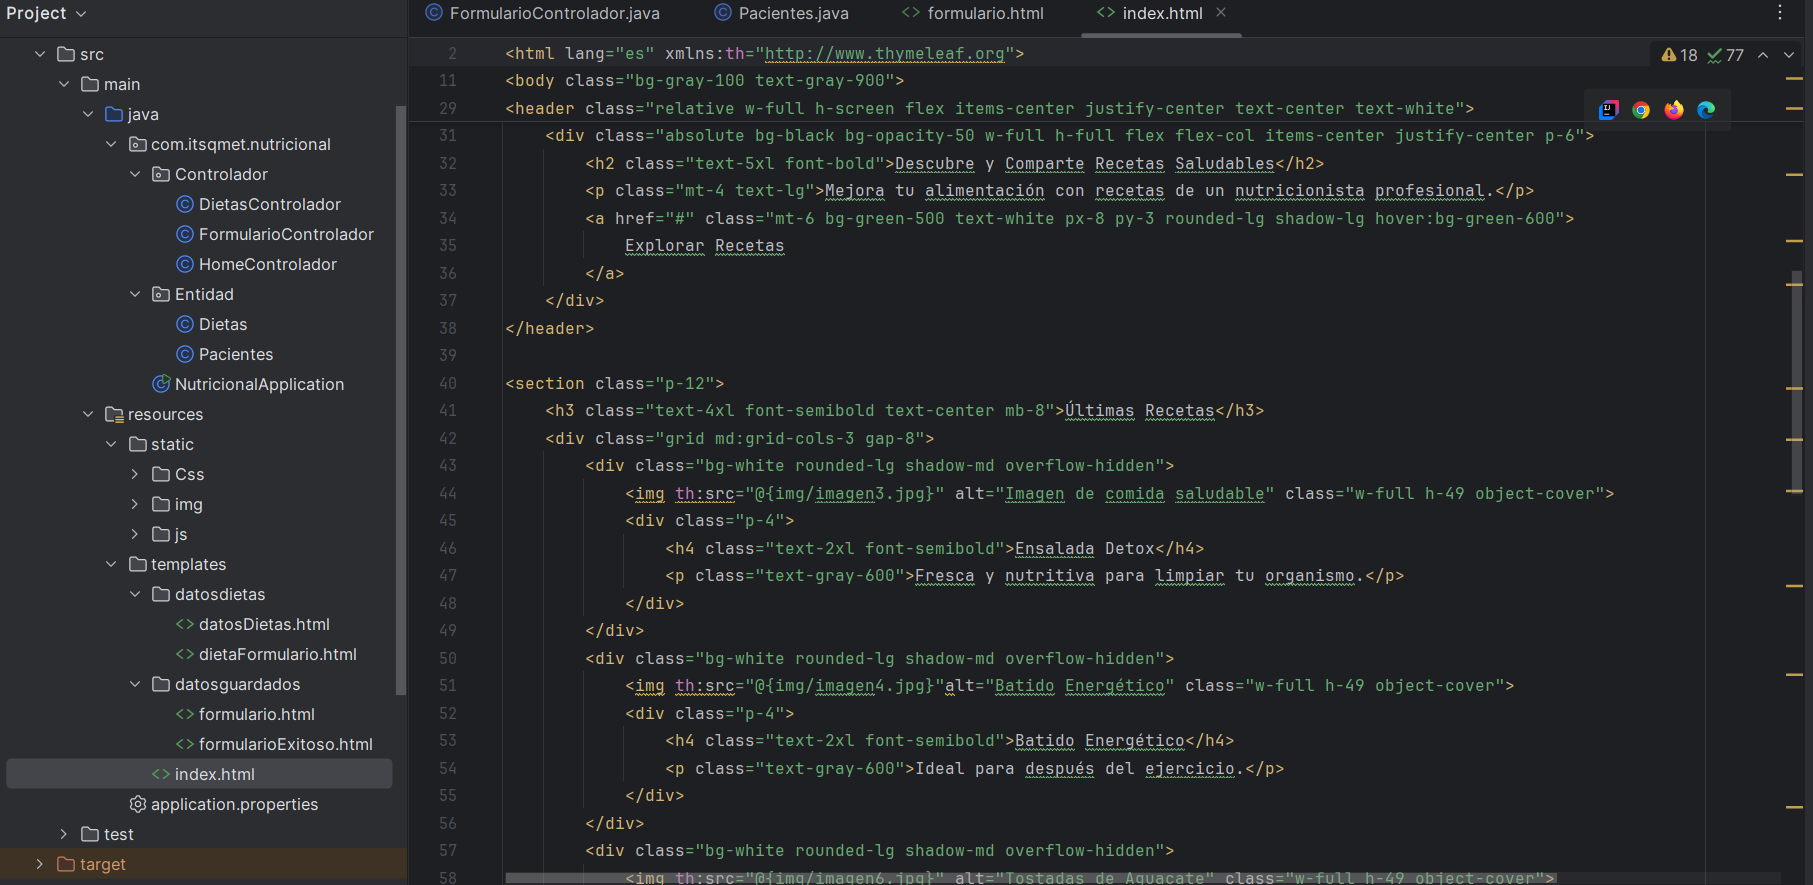 Project
src
main
java
com.itsqmet.nutricional
Controlador
DietasControlador
FormularioControlador
HomeControlador
Entidad
Dietas
Pacientes
NutricionalApplication
resources
static
Css
img
js
templates
datosdietas
datosDietas.html
dietaFormulario.html
datosguardados
formulario.html
formularioExitoso.html
index.html
application.properties
test
target
FormularioControlador.java Pacientes.java formulario.html index.html
18 77
2 <html lang="es" xmlns:th="http://www.thymeleaf.org">
11 <body class="bg-gray-100 text-gray-900">
29 <header class="relative w-full h-screen flex items-center justify-center text-center text-white">
31 <div class="absolute bg-black bg-opacity-50 w-full h-full flex flex-col items-center justify-center p-6">
32 <h2 class="text-5xl font-bold">Descubre y Comparte Recetas Saludables</h2>
33 <p class="mt-4 text-lg">Mejora tu alimentación con recetas de un nutricionista profesional.</p>
34 <a href="#" class="mt-6 bg-green-500 text-white px-8 py-3 rounded-lg shadow-lg hover:bg-green-600">
35 Explorar Recetas
36 </a>
37 </div>
38 </header>
39
40 <section class="p-12">
41 <h3 class="text-4xl font-semibold text-center mb-8">Últimas Recetas</h3>
42 <div class="grid md:grid-cols-3 gap-8">
43 <div class="bg-white rounded-lg shadow-md overflow-hidden">
44 <img th:src="@{img/imagen3.jpg}" alt="Imagen de comida saludable" class="w-full h-49 object-cover">
45 <div class="p-4">
46 <h4 class="text-2xl font-semibold">Ensalada Detox</h4>
47 <p class="text-gray-600">Fresca y nutritiva para limpiar tu organismo.</p>
48 </div>
49 </div>
50 <div class="bg-white rounded-lg shadow-md overflow-hidden">
51 <img th:src="@{img/imagen4.jpg}"alt="Batido Energético" class="w-full h-49 object-cover">
52 <div class="p-4">
53 <h4 class="text-2xl font-semibold">Batido Energético</h4>
54 <p class="text-gray-600">Ideal para después del ejercicio.</p>
55 </div>
56 </div>
57 <div class="bg-white rounded-lg shadow-md overflow-hidden">
58 <img th:src="@{img/imagen6.jpg}" alt="Tostadas de Aguacate" class="w-full h-49 object-cover">